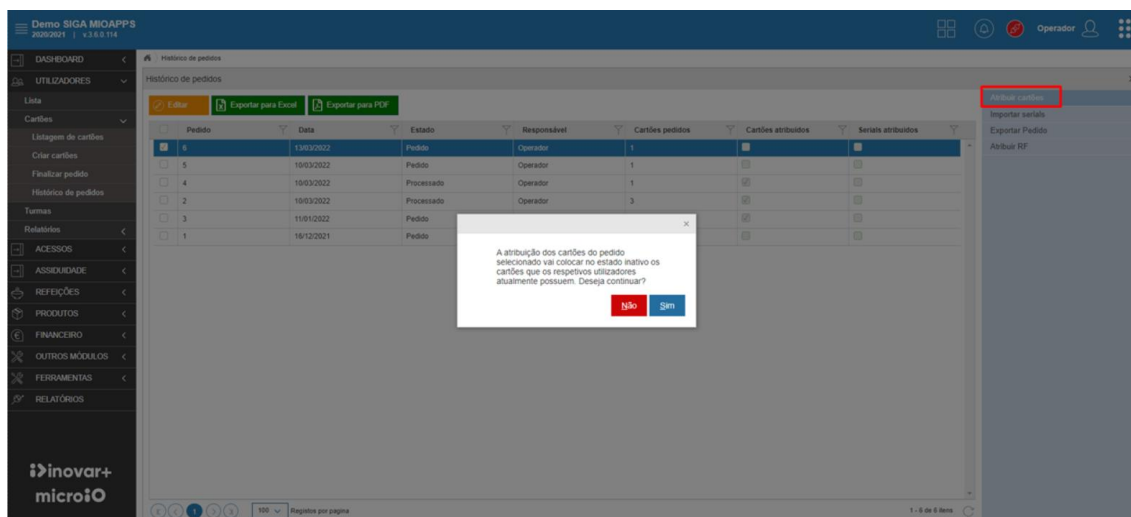 Demo SIGA MIOAPPS
2020/2021 | v.3.6.0.114
Operador
DASHBOARD
Histórico de pedidos
UTILIZADORES
Histórico de pedidos
Lista
Editar Exportar para Excel Exportar para PDF
Atribuir cartões
Cartões
Importar serials
Listagem de cartões
Pedido Data Estado Responsável Cartões pedidos Cartões atribuídos Serials atribuídos
Exportar Pedido
Criar cartões
6 13/03/2022 Pedido Operador 1
Atribuir RF
Finalizar pedido
5 10/03/2022 Pedido Operador 1
Histórico de pedidos
4 10/03/2022 Processado Operador 1
2 10/03/2022 Processado Operador 3
Turmas
3 11/01/2022 Pedido
Relatórios
1 16/12/2021 Pedido
ACESSOS
A atribuição dos cartões do pedido
selecionado vai colocar no estado inativo os
cartões que os respetivos utilizadores
atualmente possuem. Deseja continuar?
ASSIDUIDADE
REFEIÇÕES
Não Sim
PRODUTOS
FINANCEIRO
OUTROS MÓDULOS
FERRAMENTAS
RELATÓRIOS
inovar+
microiO
1 100 Registos por pagina
1 - 6 de 6 itens